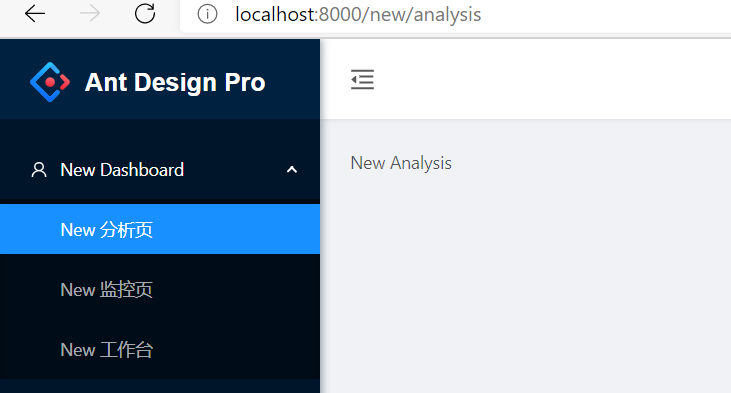 localhost:8000/new/analysis
Ant Design Pro
New Dashboard
New Analysis
New 分析页
New 监控页
New 工作台